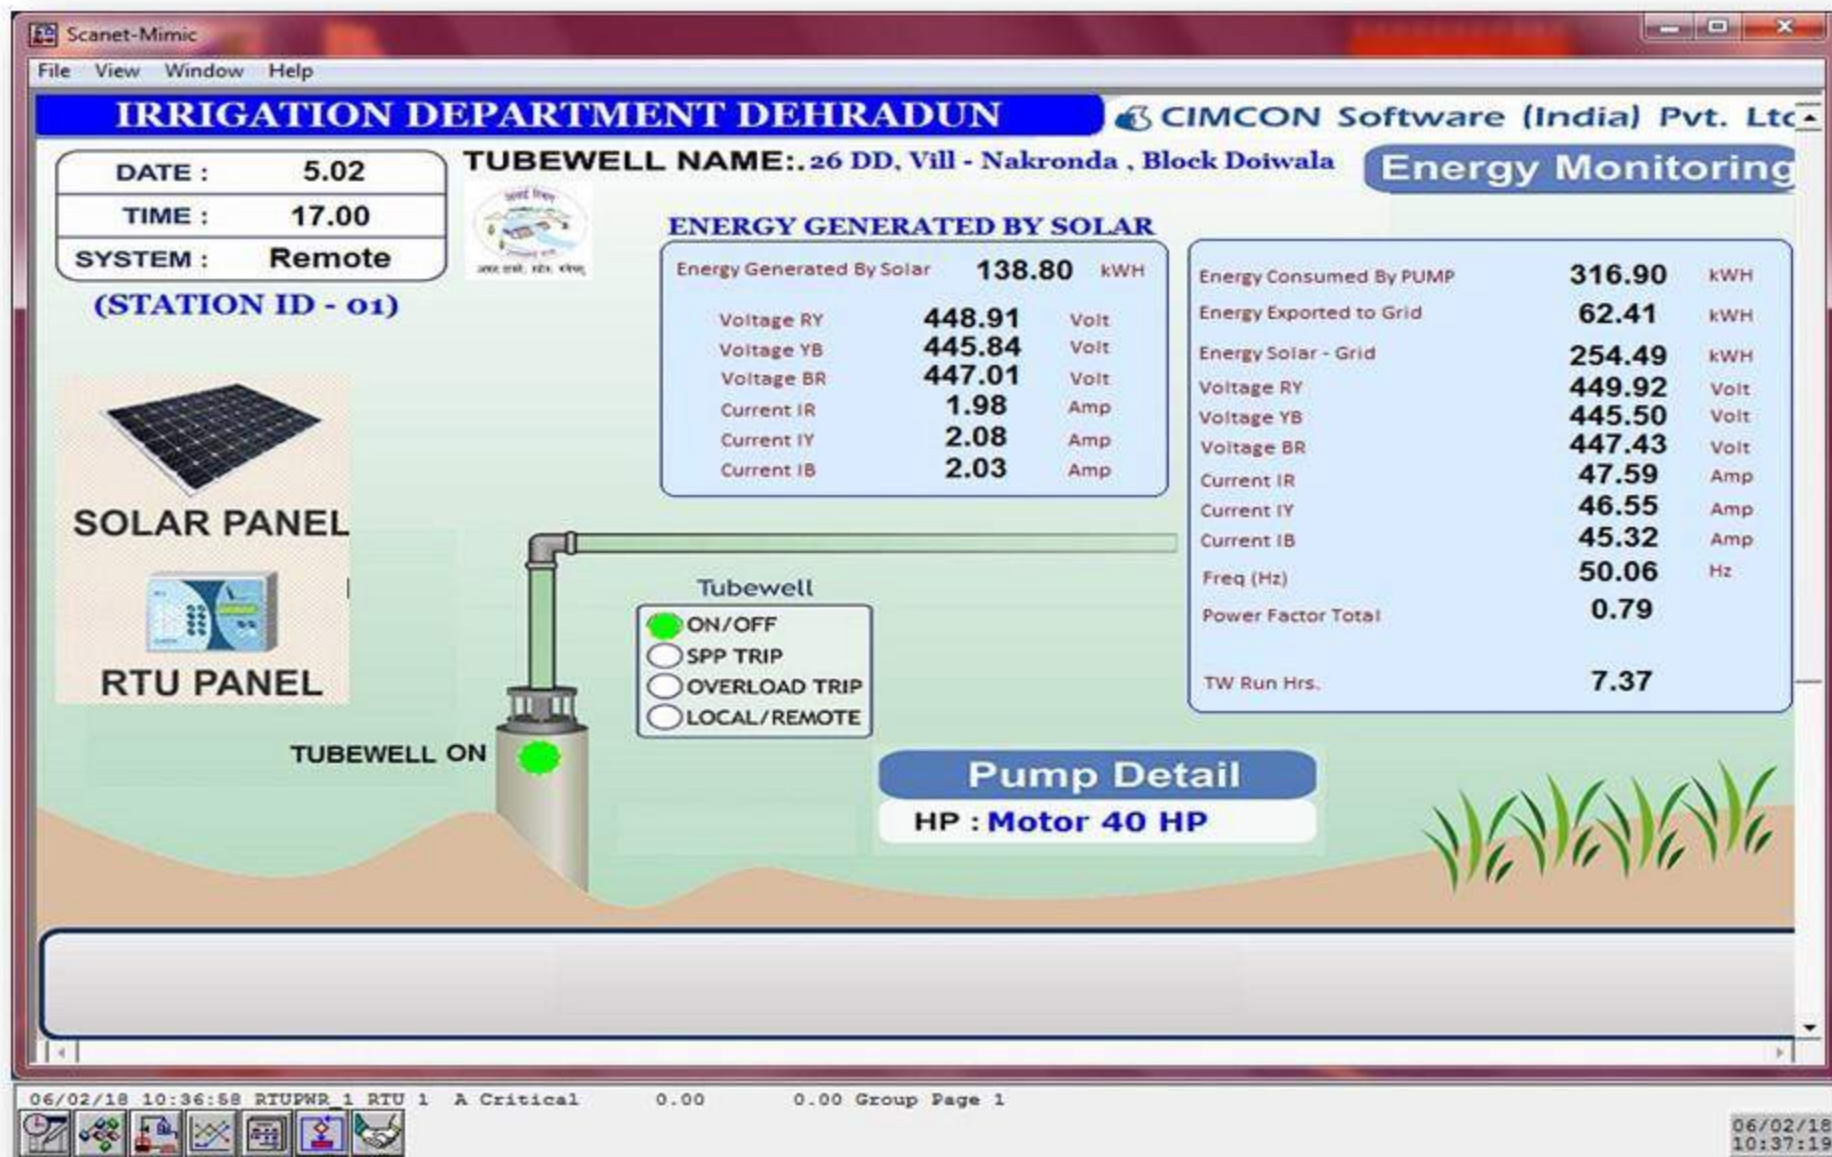 Scanet-Mimic
File View Window Help
IRRIGATION DEPARTMENT DEHRADUN
CIMCON Software (India) Pvt. Ltd
DATE : 5.02
TIME : 17.00
SYSTEM : Remote
(STATION ID - 01)
TUBEWELL NAME:. 26 DD, Vill - Nakronda , Block Doiwala
Energy Monitoring
ENERGY GENERATED BY SOLAR
Energy Generated By Solar 138.80 kWH
Voltage RY 448.91 Volt
Voltage YB 445.84 Volt
Voltage BR 447.01 Volt
Current IR 1.98 Amp
Current IY 2.08 Amp
Current IB 2.03 Amp
Energy Consumed By PUMP 316.90 kWH
Energy Exported to Grid 62.41 kWH
Energy Solar - Grid 254.49 kWH
Voltage RY 449.92 Volt
Voltage YB 445.50 Volt
Voltage BR 447.43 Volt
Current IR 47.59 Amp
Current IY 46.55 Amp
Current IB 45.32 Amp
Freq (Hz) 50.06 Hz
Power Factor Total 0.79
TW Run Hrs. 7.37
SOLAR PANEL
RTU PANEL
Tubewell
ON/OFF
SPP TRIP
OVERLOAD TRIP
LOCAL/REMOTE
TUBEWELL ON
Pump Detail
HP : Motor 40 HP
06/02/18 10:36:58 RTUPWR_1 RTU 1 A Critical 0.00 0.00 Group Page 1
06/02/18
10:37:19